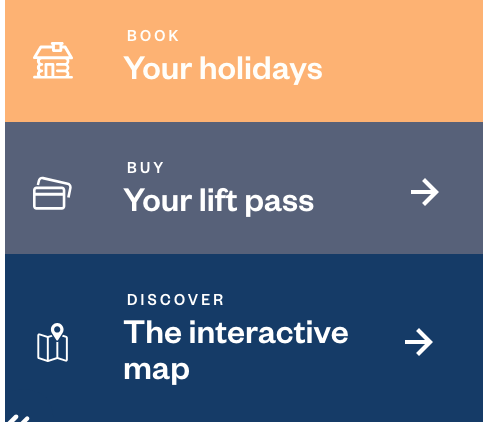 BOOK
Your holidays
BUY
Your lift pass
DISCOVER
The interactive
map